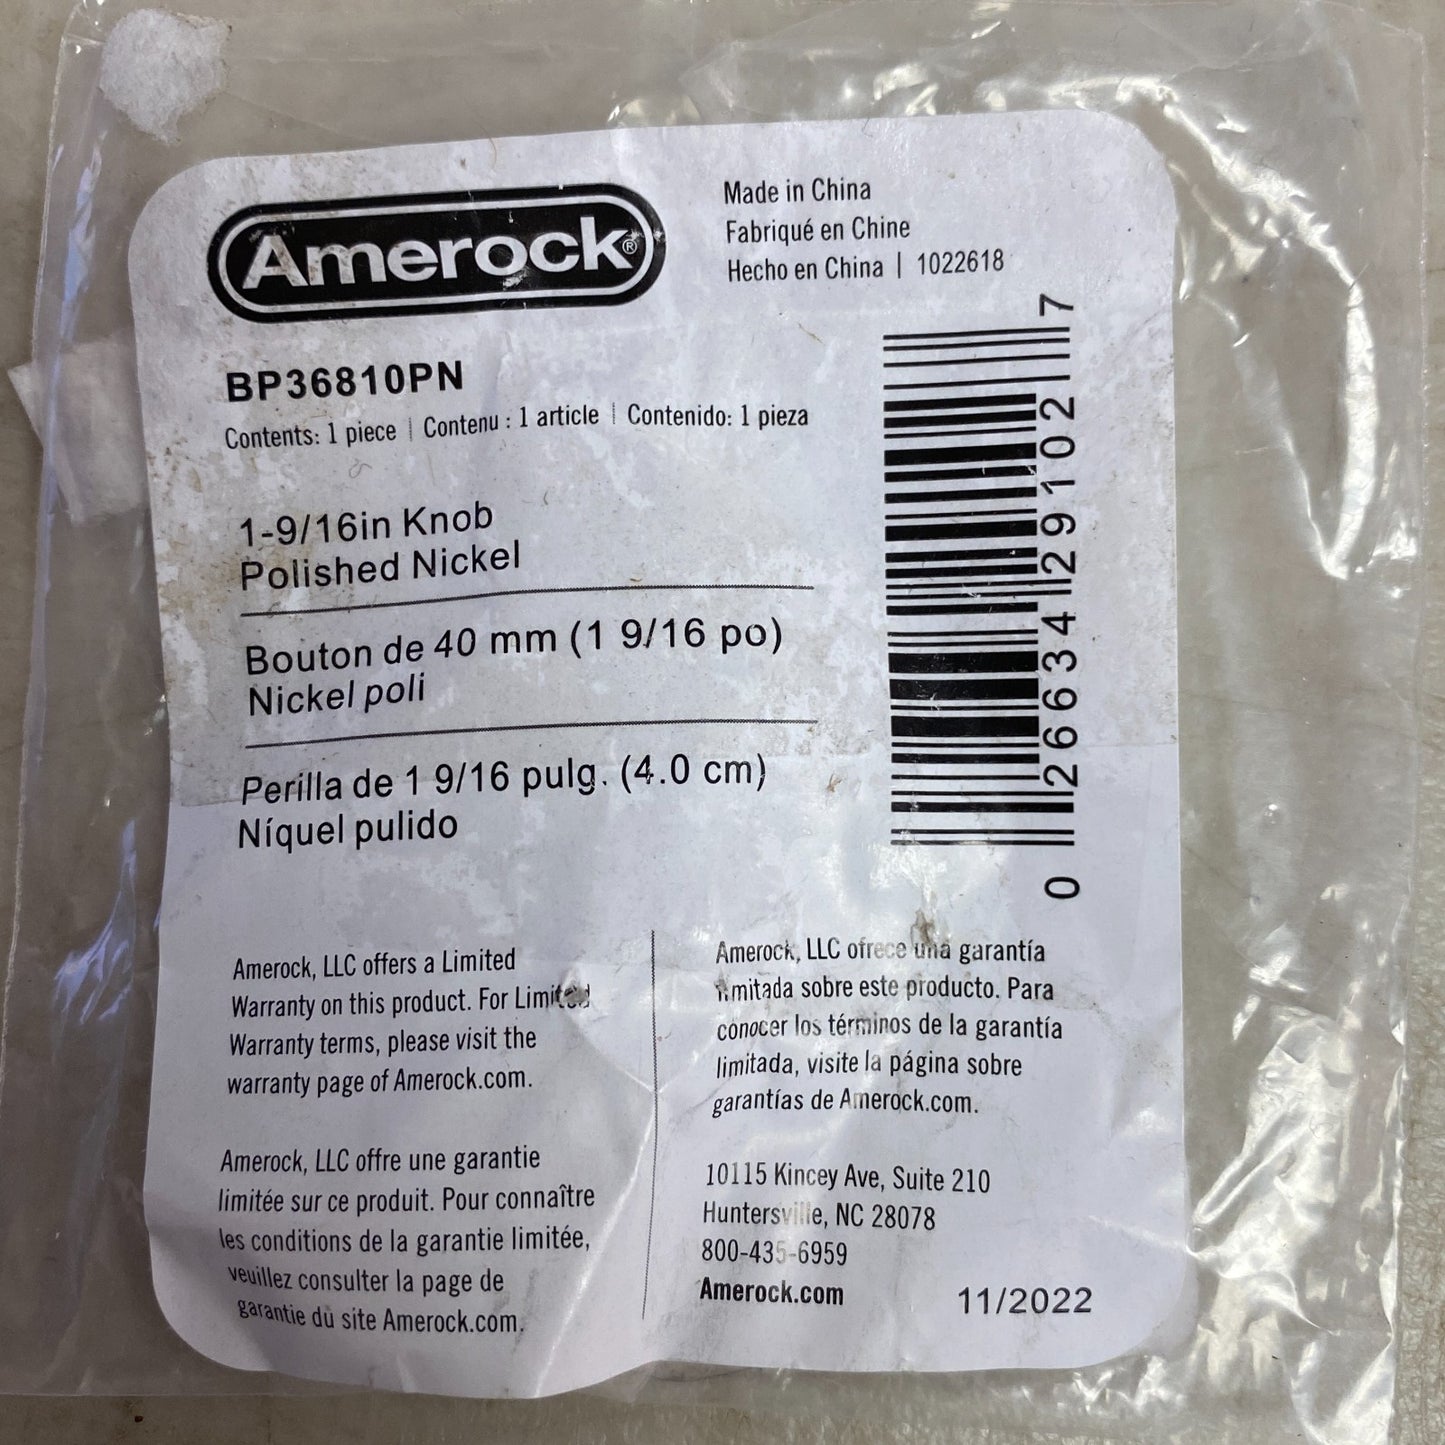 Amerock®
Made in China
Fabriqué en Chine
Hecho en China | 1022618
BP36810PN
Contents: 1 piece | Contenu : 1 article | Contenido: 1 pieza
1-9/16in Knob
Polished Nickel
Bouton de 40 mm (1 9/16 po)
Nickel poli
Perilla de 1 9/16 pulg. (4.0 cm)
Níquel pulido
0 26634 29102 7
Amerock, LLC offers a Limited
Warranty on this product. For Limited
Warranty terms, please visit the
warranty page of Amerock.com.
Amerock, LLC offre une garantie
limitée sur ce produit. Pour connaître
les conditions de la garantie limitée,
veuillez consulter la page de
garantie du site Amerock.com.
Amerock, LLC ofrece una garantía
limitada sobre este producto. Para
conocer los términos de la garantía
limitada, visite la página sobre
garantías de Amerock.com.
10115 Kincey Ave, Suite 210
Huntersville, NC 28078
800-435-6959
Amerock.com
11/2022